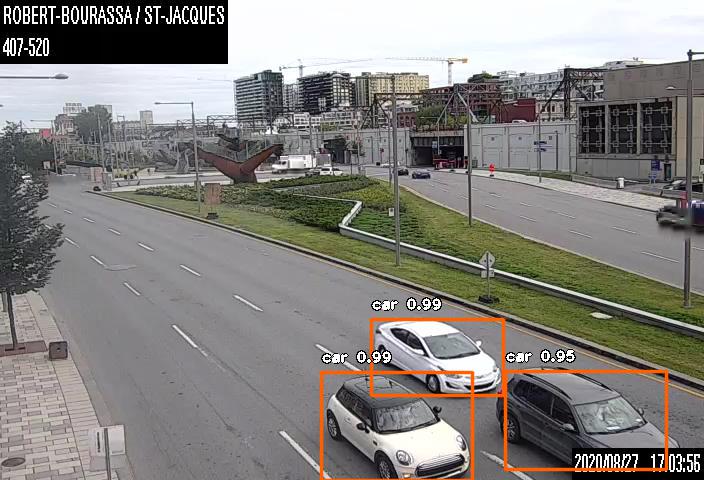 ROBERT-BOURASSA / ST-JACQUES
407-520
car 0.99
car 0.99
car 0.95
2020/08/27 17:03:56